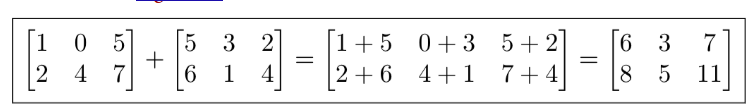 [1 0 5] + [5 3 2] = [1 + 5 0 + 3 5 + 2] = [6 3 7]
[2 4 7] [6 1 4] [2 + 6 4 + 1 7 + 4] [8 5 11]